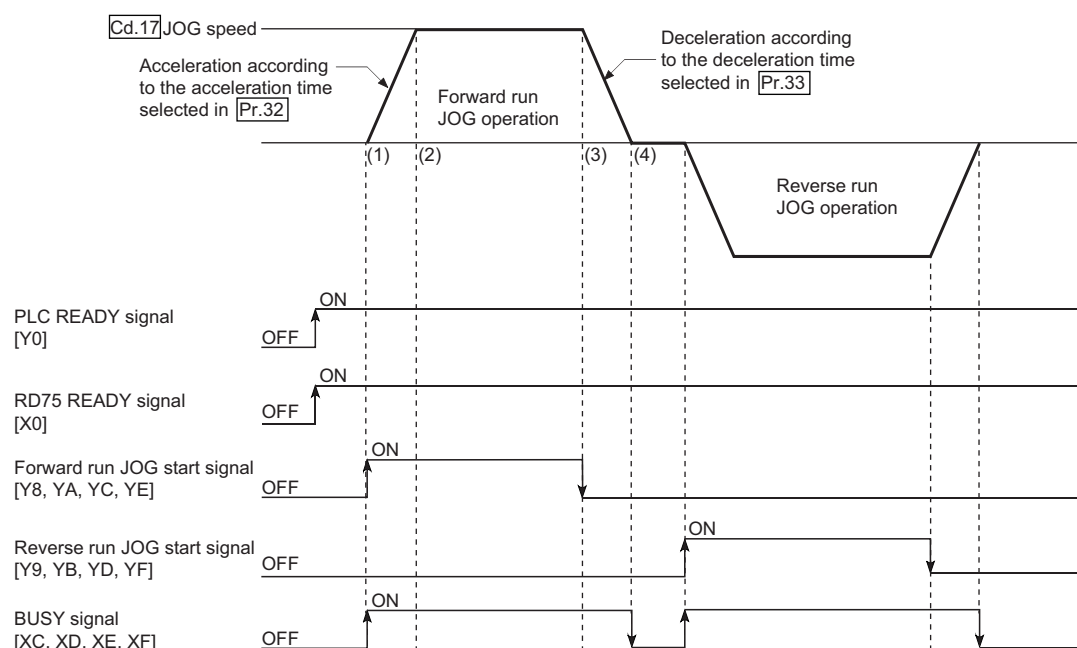 Cd.17 JOG speed
Acceleration according
to the acceleration time
selected in Pr.32
Forward run
JOG operation
Deceleration according
to the deceleration time
selected in Pr.33
(1) (2) (3) (4)
Reverse run
JOG operation
PLC READY signal
[Y0]
OFF
ON
RD75 READY signal
[X0]
OFF
ON
Forward run JOG start signal
[Y8, YA, YC, YE]
OFF
ON
Reverse run JOG start signal
[Y9, YB, YD, YF]
OFF
ON
BUSY signal
[XC, XD, XE, XF]
OFF
ON